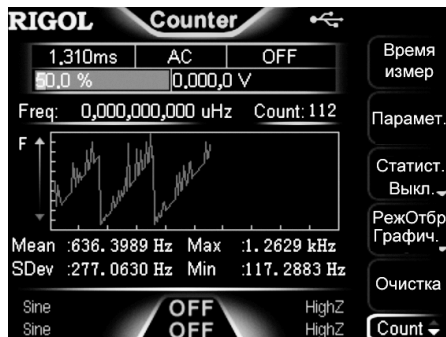 RIGOL Counter
1,310ms AC OFF
50.0 % 0,000,0 V
Freq: 0,000,000,000 uHz Count: 112
F
Mean :636.3989 Hz Max :1.2629 kHz
SDev :277.0630 Hz Min :117.2883 Hz
Sine OFF HighZ
Sine OFF HighZ
Время
измер
Парамет.
Статист.
Выкл.
РежОтбр
Графич.
Очистка
Count